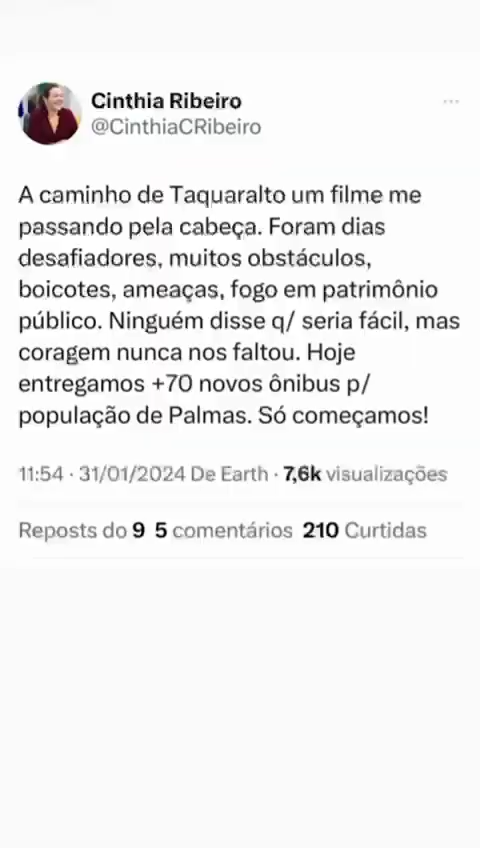 Cinthia Ribeiro
@CinthiaCRibeiro
A caminho de Taquaralto um filme me
passando pela cabeça. Foram dias
desafiadores, muitos obstáculos,
boicotes, ameaças, fogo em patrimônio
público. Ninguém disse q/ seria fácil, mas
coragem nunca nos faltou. Hoje
entregamos +70 novos ônibus p/
população de Palmas. Só começamos!
11:54 · 31/01/2024 De Earth · 7,6k visualizações
Reposts do 9 5 comentários 210 Curtidas